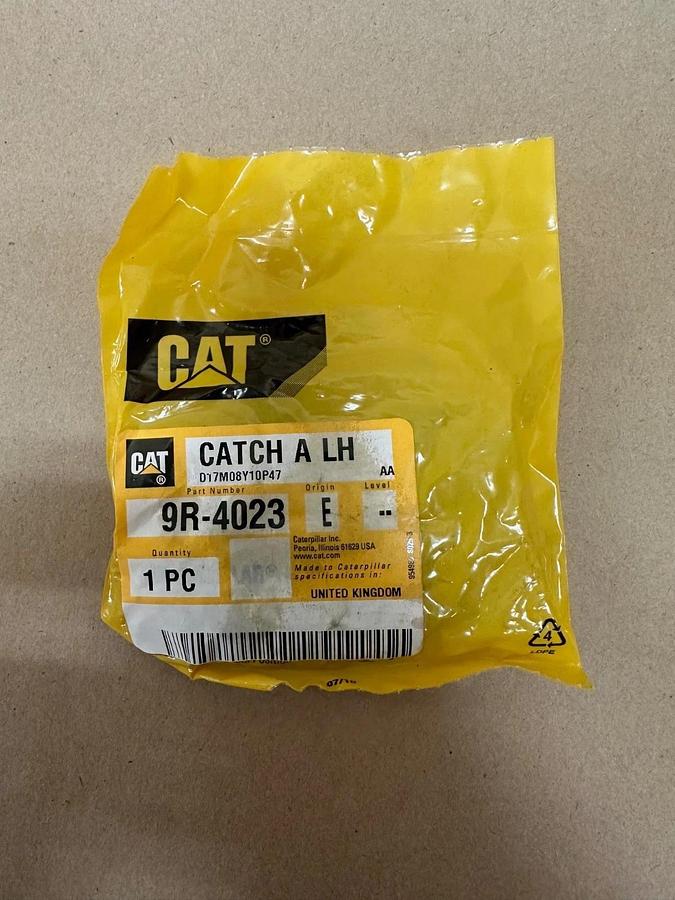 CAT®
CAT®
CATCH A LH
D17M08Y10P47
AA
Part Number
Origin
Level
9R-4023
E
--
Quantity
1 PC
Caterpillar Inc.
Peoria, Illinois 61629 USA
www.cat.com
Made to Caterpillar
specifications in:
UNITED KINGDOM
4
LDPE